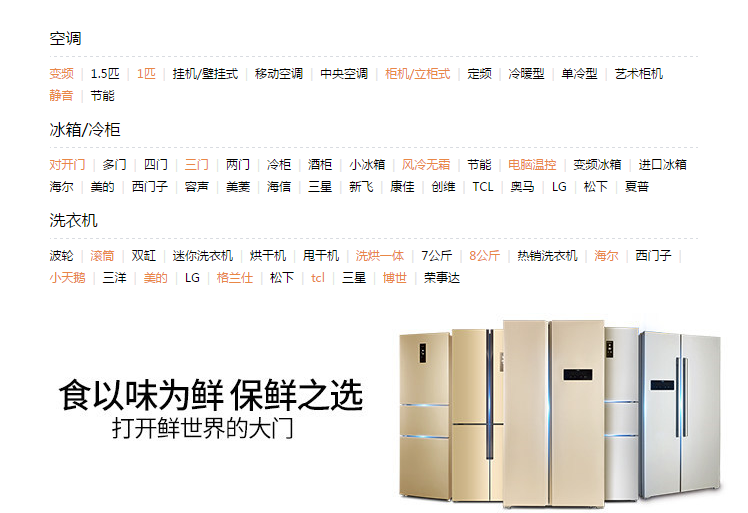 空调
变频 | 1.5匹 | 1匹 | 挂机/壁挂式 | 移动空调 | 中央空调 | 柜机/立柜式 | 定频 | 冷暖型 | 单冷型 | 艺术柜机
静音 | 节能
冰箱/冷柜
对开门 | 多门 | 四门 | 三门 | 两门 | 冷柜 | 酒柜 | 小冰箱 | 风冷无霜 | 节能 | 电脑温控 | 变频冰箱 | 进口冰箱
海尔 | 美的 | 西门子 | 容声 | 美菱 | 海信 | 三星 | 新飞 | 康佳 | 创维 | TCL | 奥马 | LG | 松下 | 夏普
洗衣机
波轮 | 滚筒 | 双缸 | 迷你洗衣机 | 烘干机 | 甩干机 | 洗烘一体 | 7公斤 | 8公斤 | 热销洗衣机 | 海尔 | 西门子 |
小天鹅 | 三洋 | 美的 | LG | 格兰仕 | 松下 | tcl | 三星 | 博世 | 荣事达
食以味为鲜 保鲜之选
打开鲜世界的大门